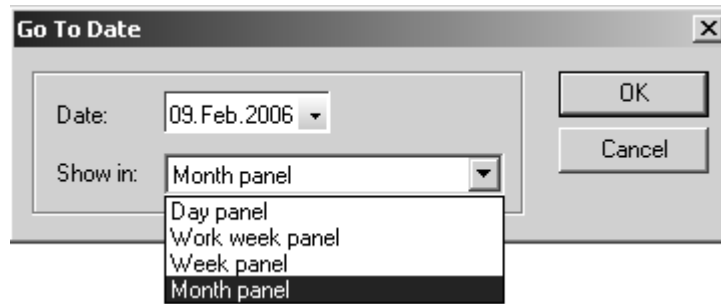 Go To Date
Date: 09.Feb.2006
OK
Show in: Month panel
Cancel
Day panel
Work week panel
Week panel
Month panel